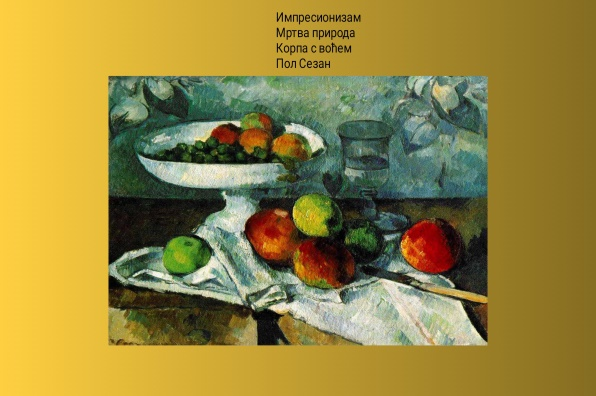 Импресионизам
Мртва природа
Корпа с воћем
Пол Сезан